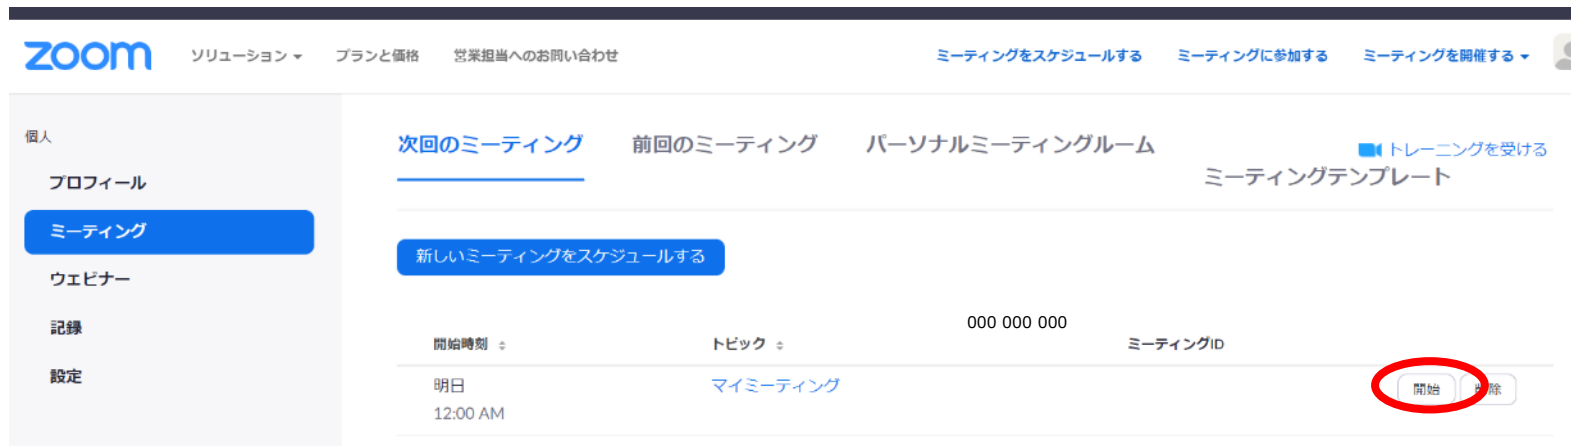 zoom ソリューション プランと価格 営業担当へのお問い合わせ ミーティングをスケジュールする ミーティングに参加する ミーティングを開催する
個人
プロフィール
ミーティング
ウェビナー
記録
設定
次回のミーティング 前回のミーティング パーソナルミーティングルーム
トレーニングを受ける
ミーティングテンプレート
新しいミーティングをスケジュールする
000 000 000
開始時刻 トピック ミーティングID
明日 マイミーティング 開始 削除
12:00 AM